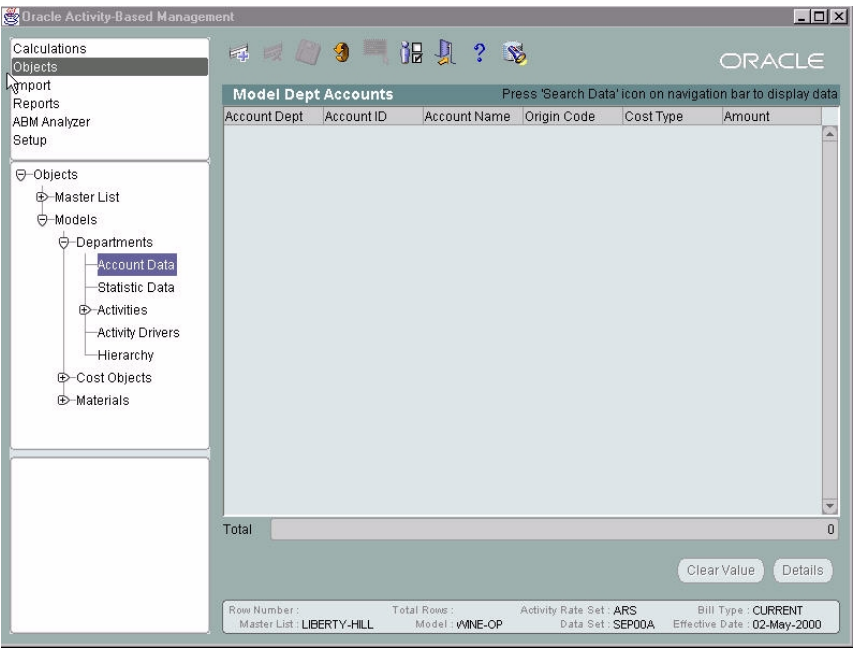 Oracle Activity-Based Management
Calculations
Objects
Import
Reports
ABM Analyzer
Setup
Objects
Master List
Models
Departments
Account Data
Statistic Data
Activities
Activity Drivers
Hierarchy
Cost Objects
Materials
ORACLE
Model Dept Accounts Press 'Search Data' icon on navigation bar to display data
Account Dept Account ID Account Name Origin Code Cost Type Amount
Total 0
Clear Value Details
Row Number : Total Rows : Activity Rate Set : ARS Bill Type : CURRENT
Master List : LIBERTY-HILL Model : WINE-OP Data Set : SEP00A Effective Date : 02-May-2000